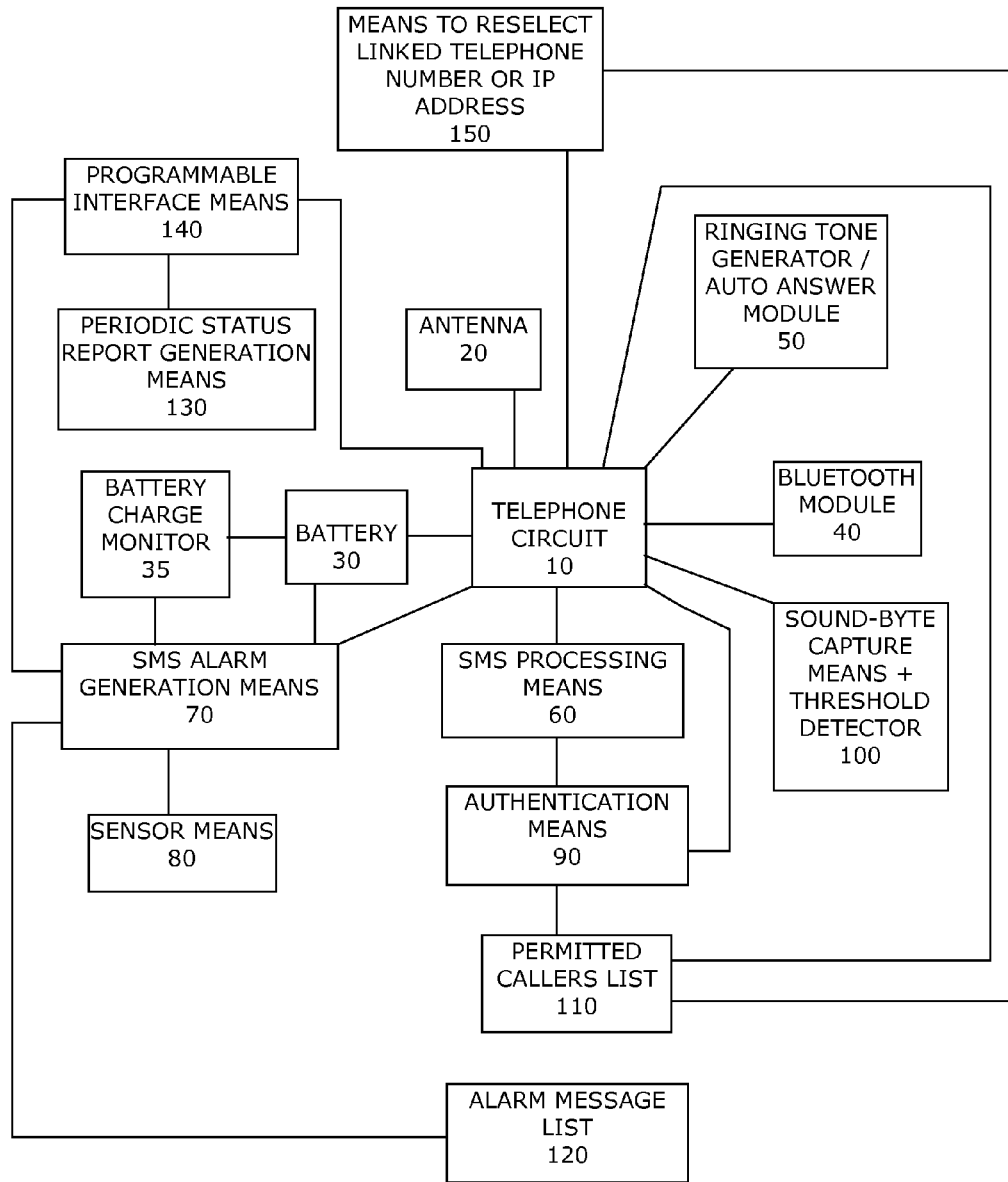 MEANS TO RESELECT
LINKED TELEPHONE
NUMBER OR IP
ADDRESS
150
PROGRAMMABLE
INTERFACE MEANS
140
RINGING TONE
GENERATOR /
AUTO ANSWER
MODULE
50
PERIODIC STATUS
REPORT GENERATION
MEANS
130
ANTENNA
20
BATTERY
CHARGE
MONITOR
35
BATTERY
30
TELEPHONE
CIRCUIT
10
BLUETOOTH
MODULE
40
SMS ALARM
GENERATION MEANS
70
SMS PROCESSING
MEANS
60
SOUND-BYTE
CAPTURE
MEANS +
THRESHOLD
DETECTOR
100
SENSOR MEANS
80
AUTHENTICATION
MEANS
90
PERMITTED
CALLERS LIST
110
ALARM MESSAGE
LIST
120